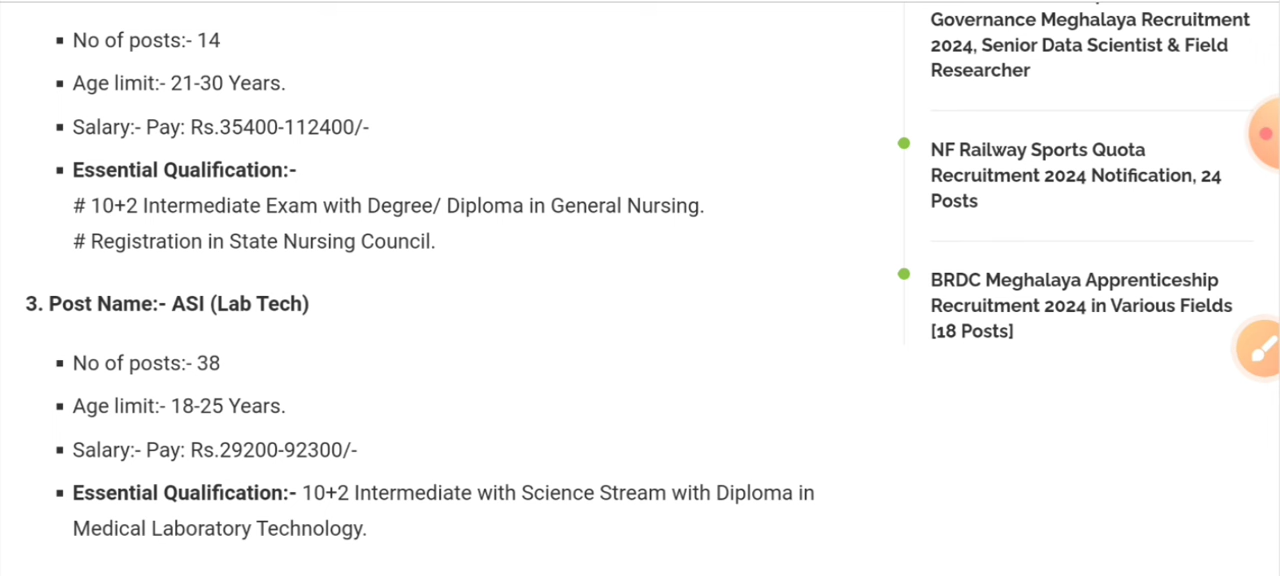 No of posts:- 14
Age limit:- 21-30 Years.
Salary:- Pay: Rs.35400-112400/-
Essential Qualification:-
# 10+2 Intermediate Exam with Degree/ Diploma in General Nursing.
# Registration in State Nursing Council.
3. Post Name:- ASI (Lab Tech)
No of posts:- 38
Age limit:- 18-25 Years.
Salary:- Pay: Rs.29200-92300/-
Essential Qualification:- 10+2 Intermediate with Science Stream with Diploma in
Medical Laboratory Technology.
Governance Meghalaya Recruitment
2024, Senior Data Scientist & Field
Researcher
NF Railway Sports Quota
Recruitment 2024 Notification, 24
Posts
BRDC Meghalaya Apprenticeship
Recruitment 2024 in Various Fields
[18 Posts]